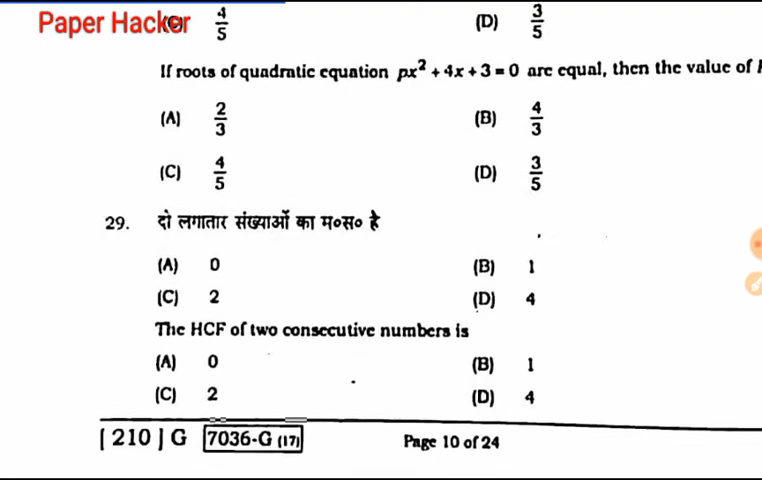 Paper Hacker
(C) 4/5 (D) 3/5
If roots of quadratic equation px² + 4x + 3 = 0 are equal, then the value of
(A) 2/3 (B) 4/3
(C) 4/5 (D) 3/5
29. दो लगातार संख्याओं का म०स० है
(A) 0 (B) 1
(C) 2 (D) 4
The HCF of two consecutive numbers is
(A) 0 (B) 1
(C) 2 (D) 4
[ 210 ] G 7036-G (17) Page 10 of 24